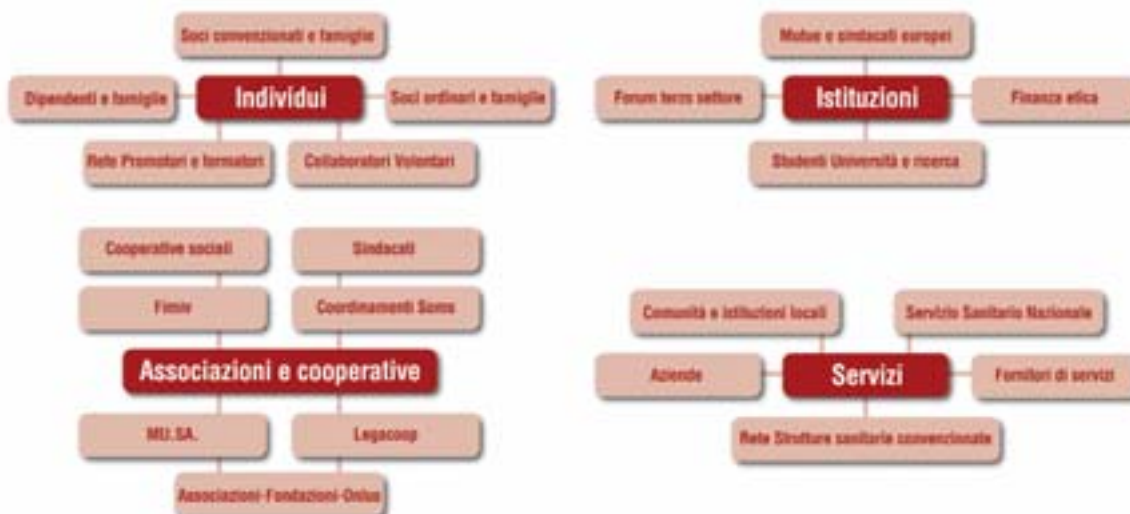 Soci convenzionati e famiglie
Dipendenti e famiglie
Individui
Soci ordinari e famiglie
Rete Promotori e formatori
Collaboratori Volontari
Mutue e sindacati europei
Forum terzo settore
Istituzioni
Finanza etica
Studenti Università e ricerca
Cooperative sociali
Sindacati
Fimiv
Coordinamenti Soms
Associazioni e cooperative
MU.SA.
Legacoop
Associazioni-Fondazioni-Onlus
Comunità e istituzioni locali
Servizio Sanitario Nazionale
Aziende
Servizi
Fornitori di servizi
Rete Strutture sanitarie convenzionate